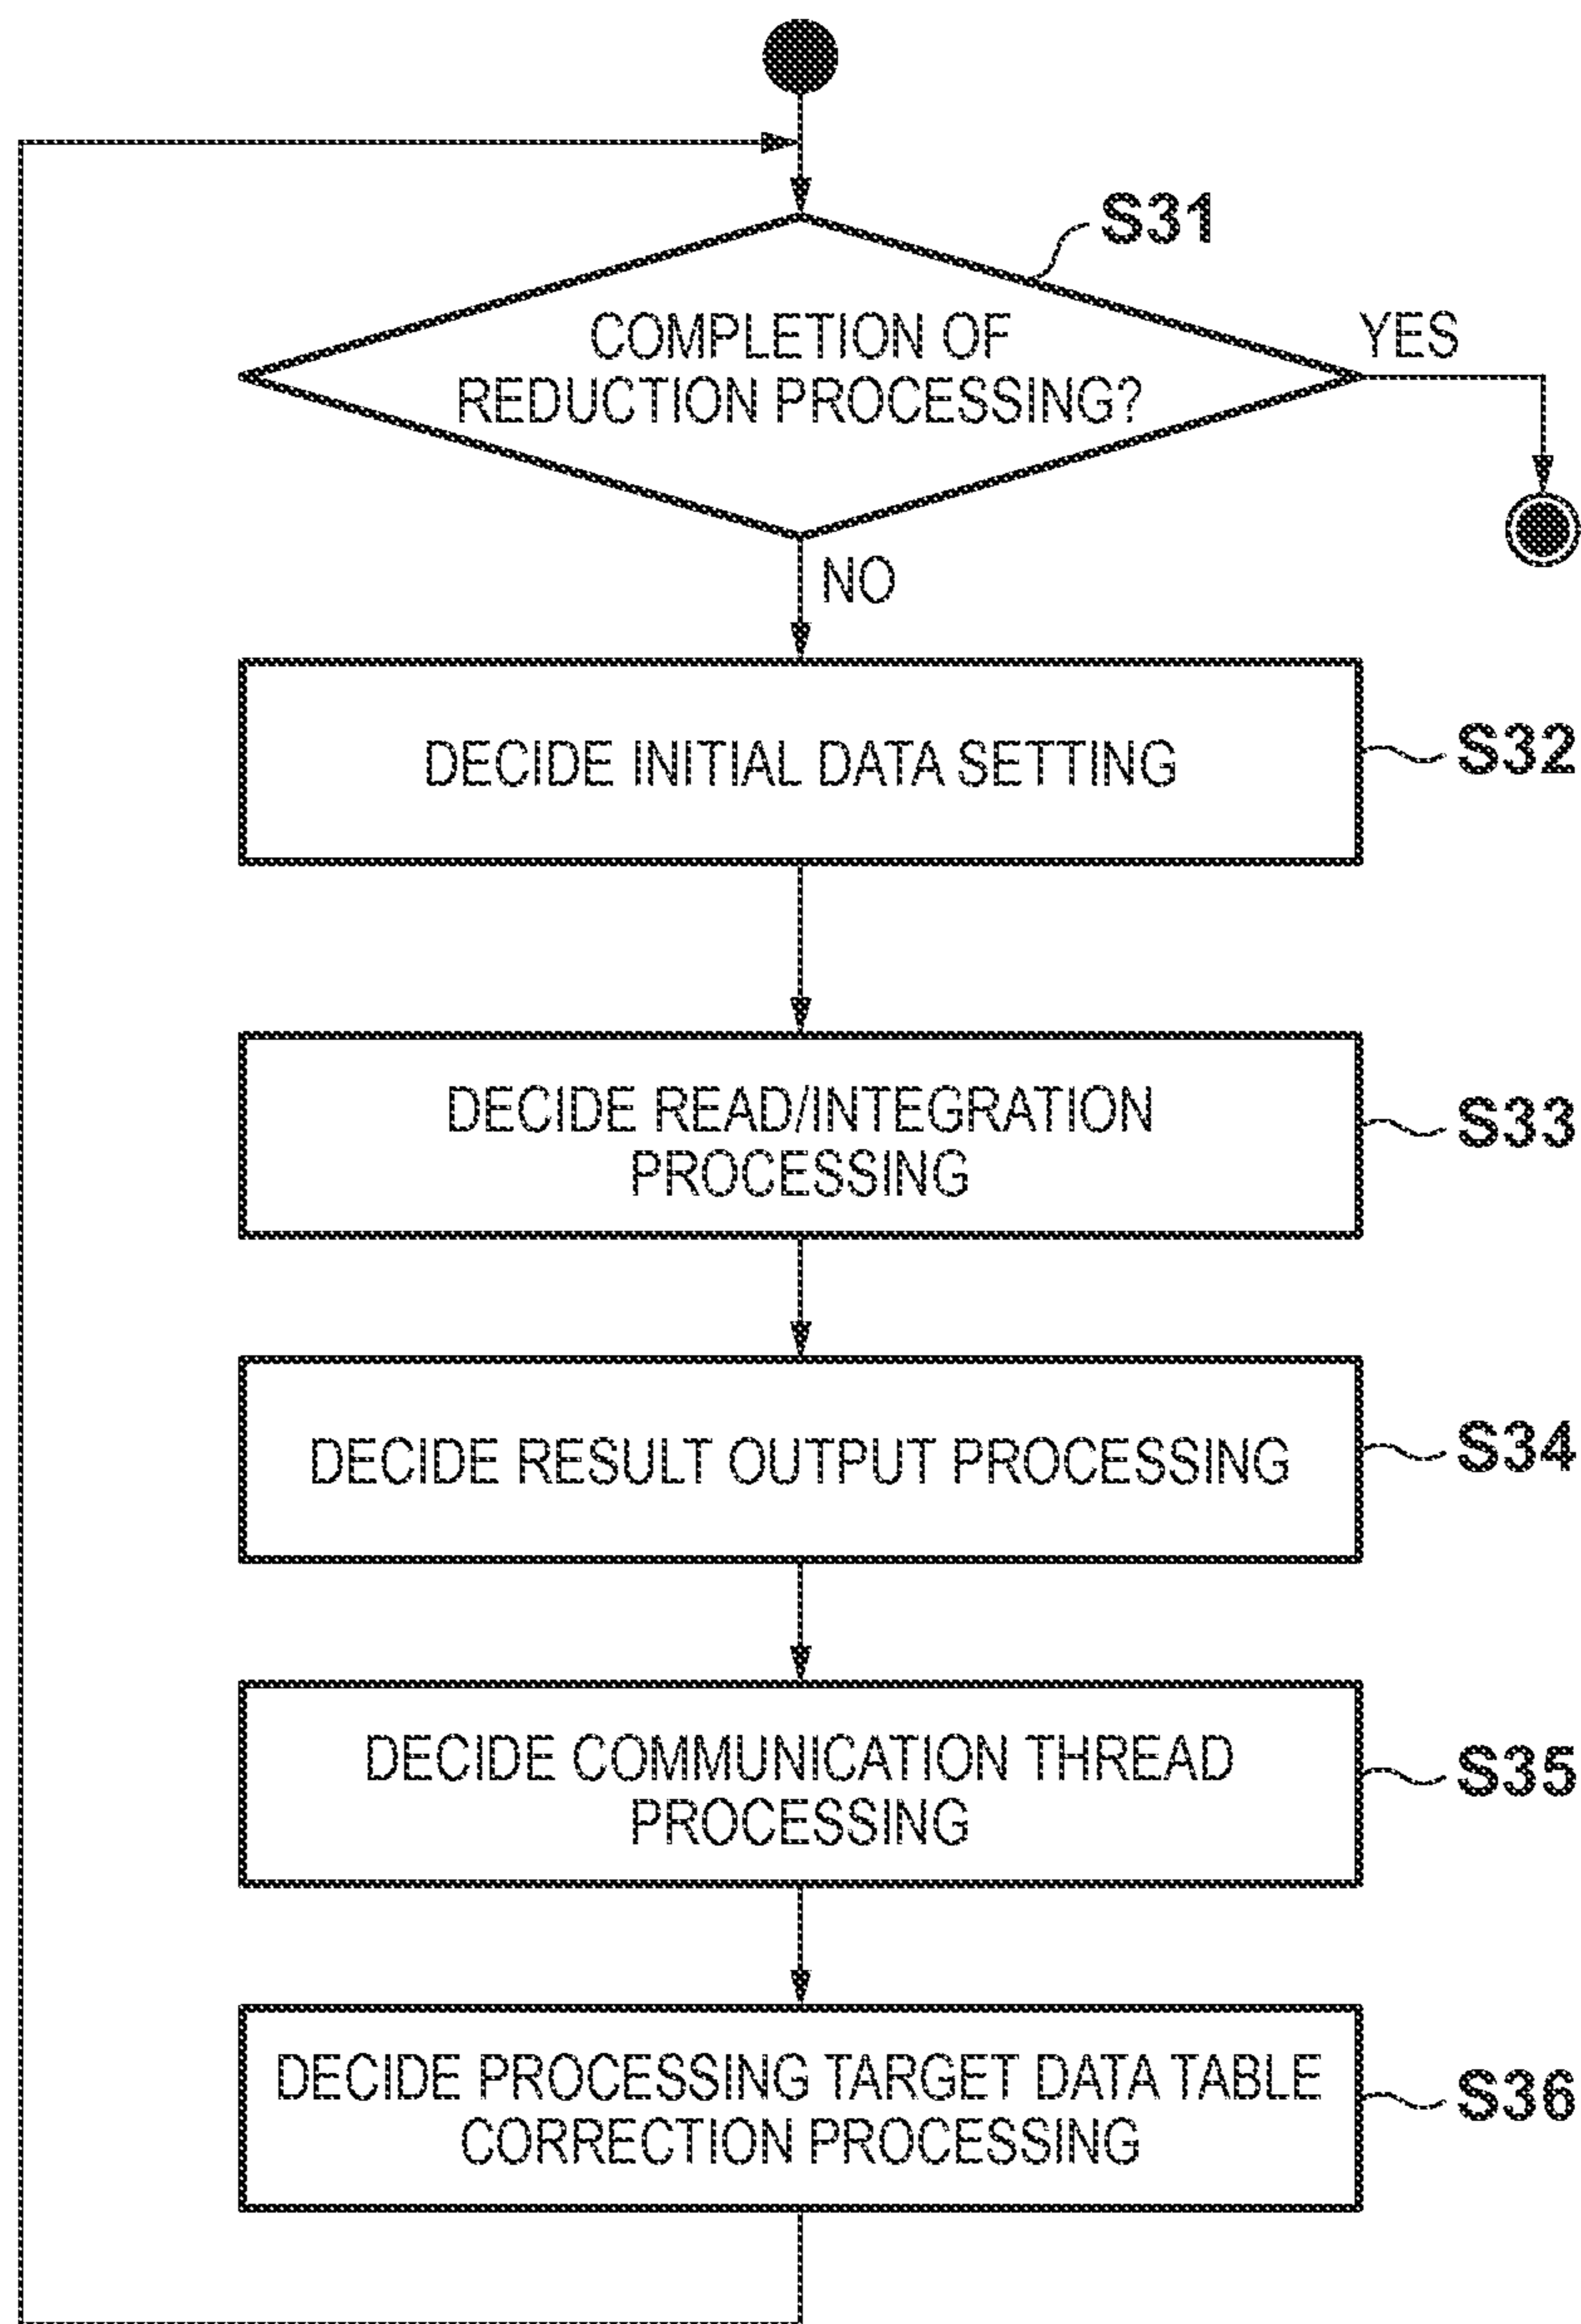 S31
COMPLETION OF
REDUCTION PROCESSING?
YES
NO
DECIDE INITIAL DATA SETTING
S32
DECIDE READ/INTEGRATION
PROCESSING
S33
DECIDE RESULT OUTPUT PROCESSING
S34
DECIDE COMMUNICATION THREAD
PROCESSING
S35
DECIDE PROCESSING TARGET DATA TABLE
CORRECTION PROCESSING
S36